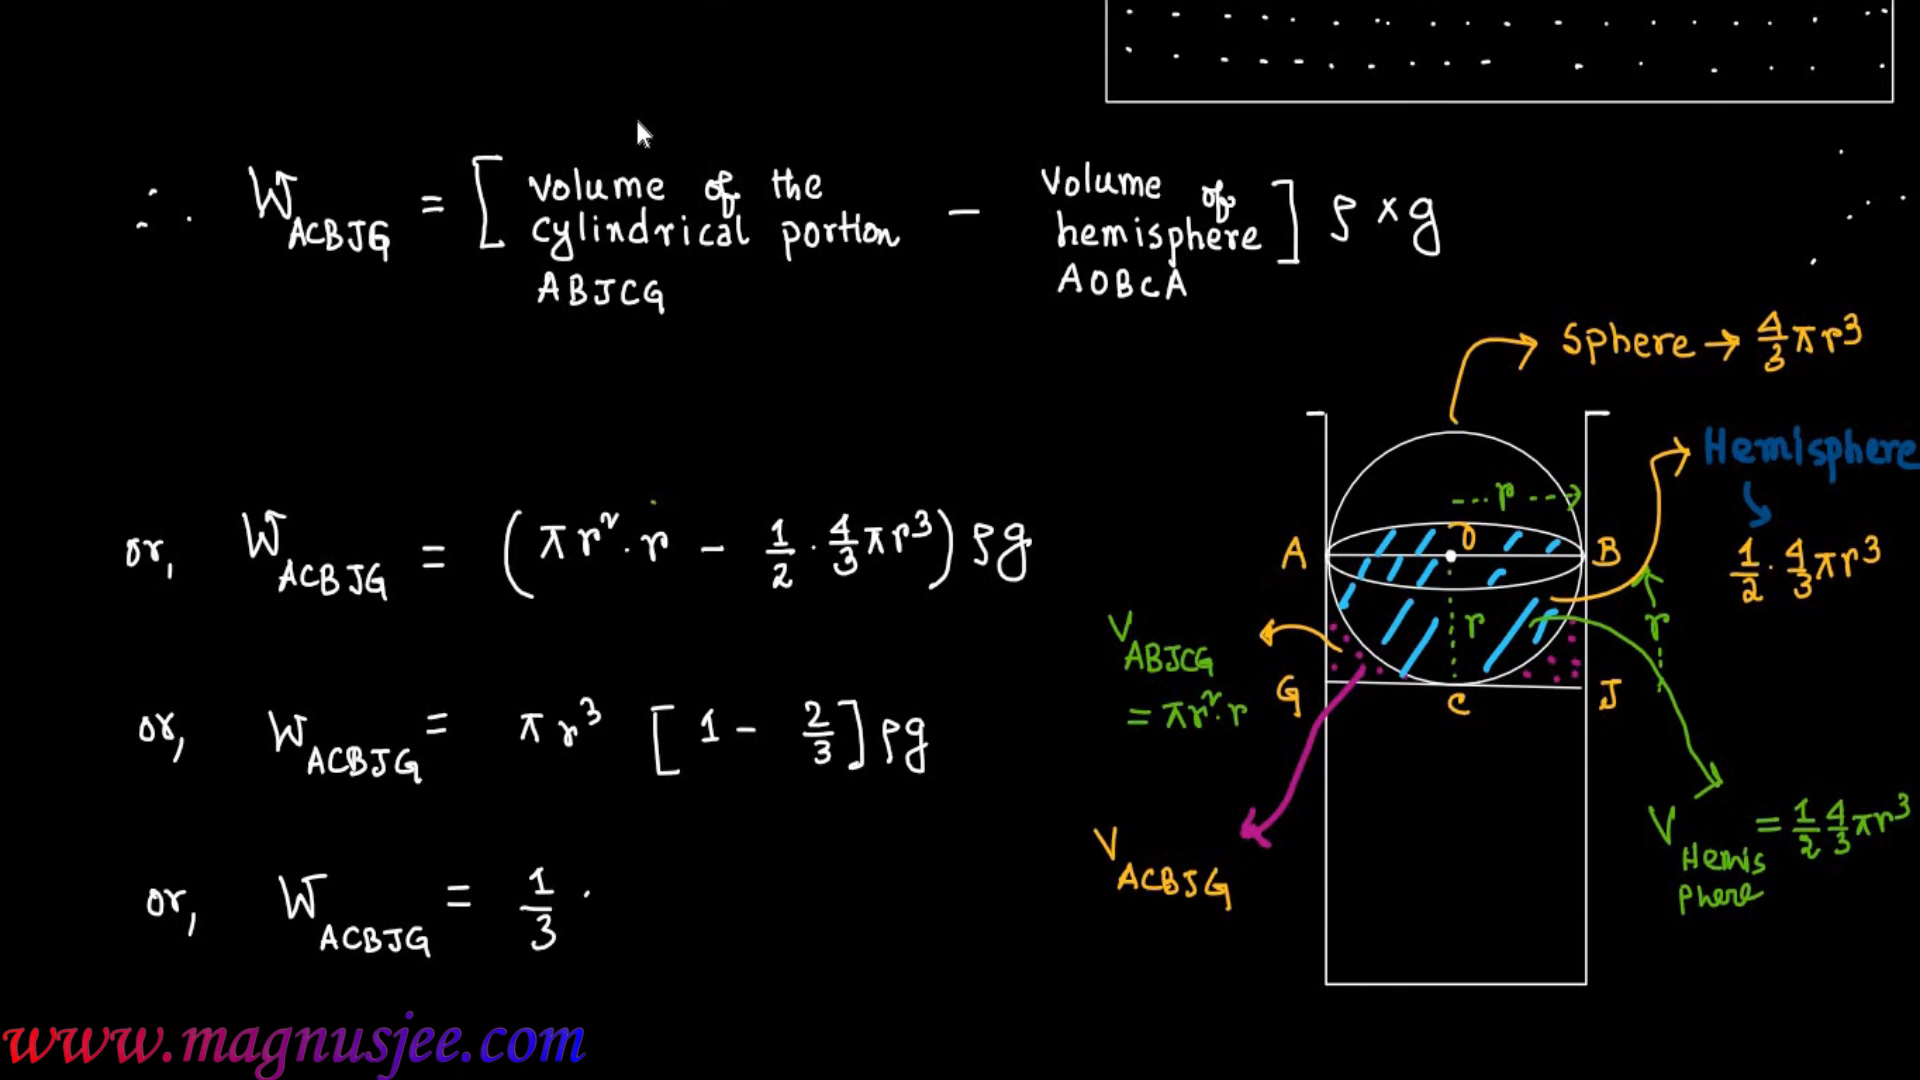 ∴ W_ACBJG = [ volume of the cylindrical portion ABJCG − Volume of hemisphere AOBCA ] ρ × g
Sphere → 4/3 πr³
Hemisphere
1/2 · 4/3 πr³
or, W_ACBJG = ( πr² · r − 1/2 · 4/3 πr³ ) ρg
r
A O B
r
r
V_ABJCG
= πr² · r
G C J
or, W_ACBJG = πr³ [ 1 − 2/3 ] ρg
V_Hemisphere = 1/2 4/3 πr³
V_ACBJG
or, W_ACBJG = 1/3 ·
www.magnusjee.com